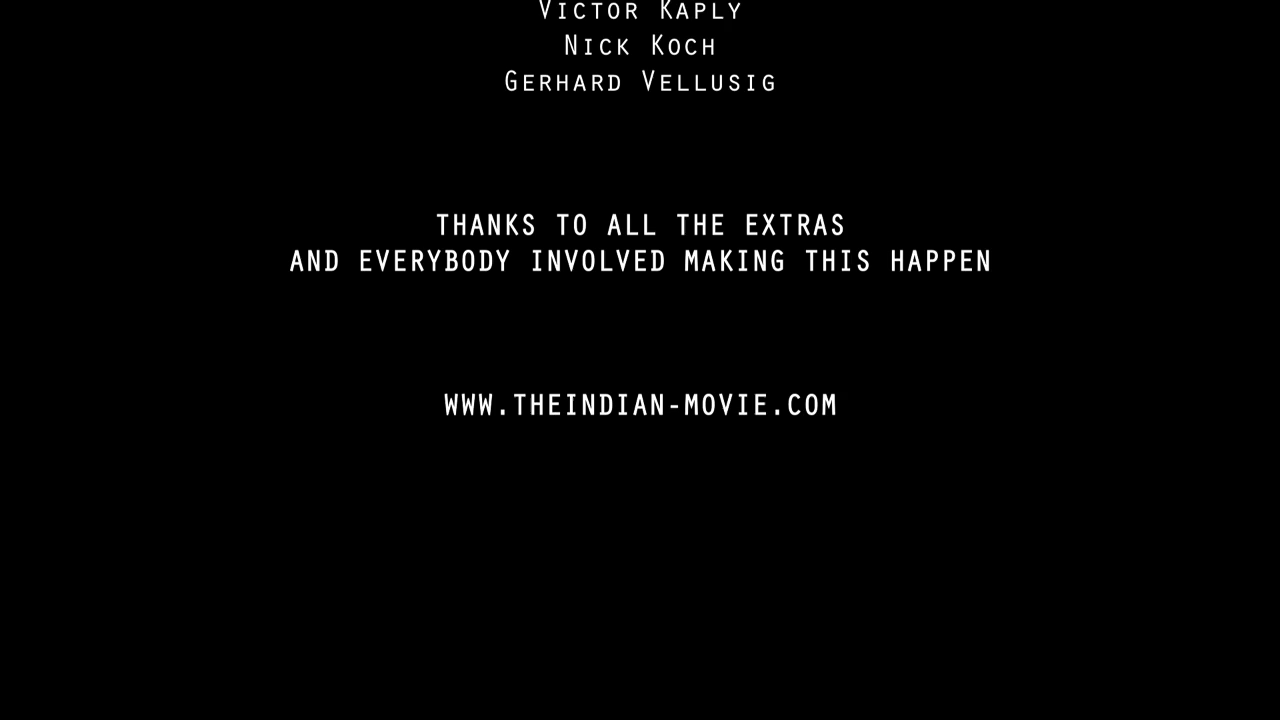 Victor Kaply
Nick Koch
Gerhard Vellusig
THANKS TO ALL THE EXTRAS
AND EVERYBODY INVOLVED MAKING THIS HAPPEN
WWW.THEINDIAN-MOVIE.COM